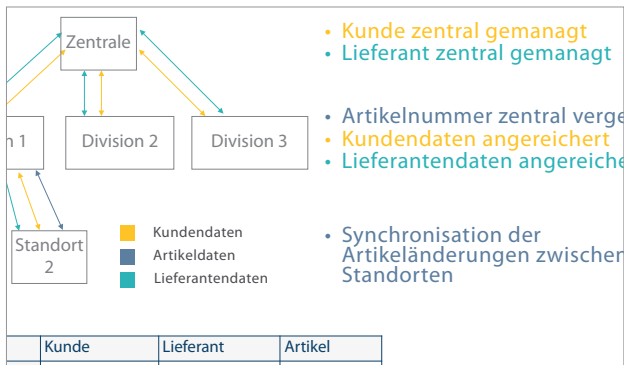 Zentrale
• Kunde zentral gemanagt
• Lieferant zentral gemanagt
n 1
Division 2
Division 3
• Artikelnummer zentral verge
• Kundendaten angereichert
• Lieferantendaten angereiche
Standort
2
Kundendaten
Artikeldaten
Lieferantendaten
• Synchronisation der
Artikeländerungen zwischen
Standorten
Kunde Lieferant Artikel